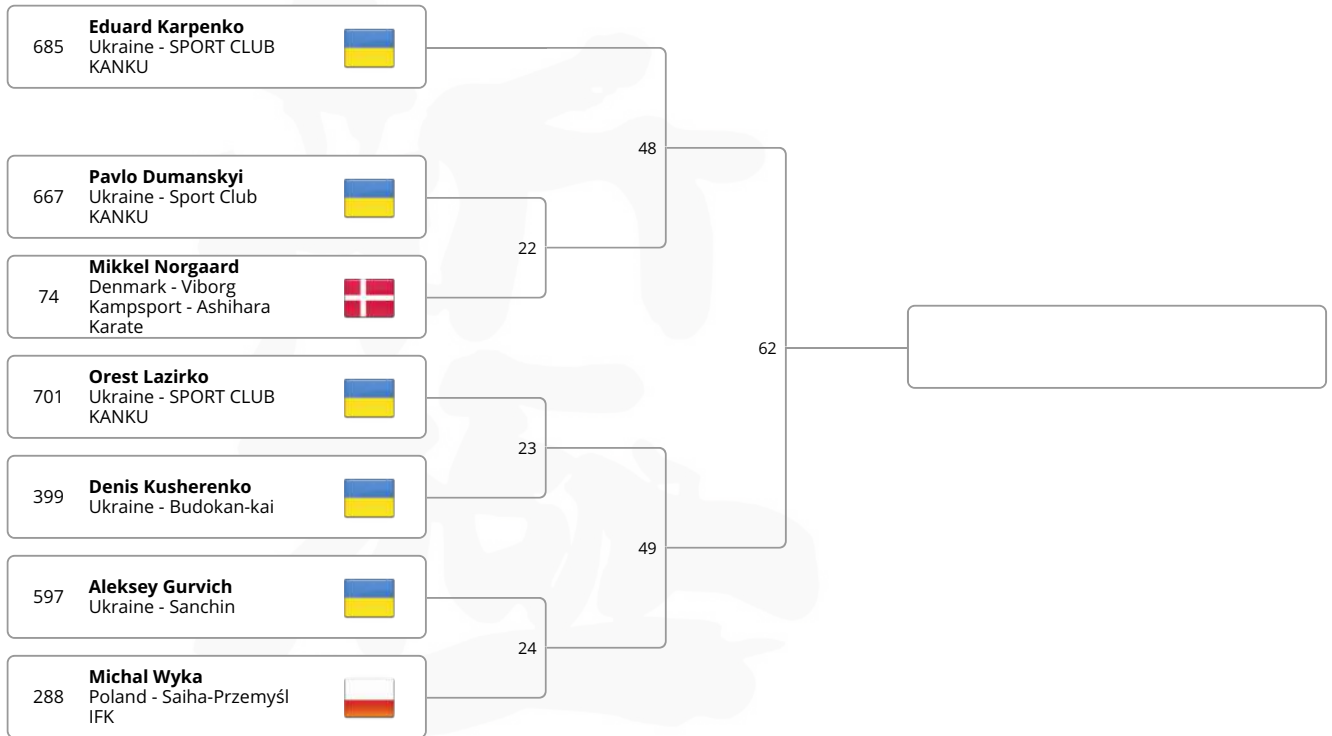 685
Eduard Karpenko
Ukraine - SPORT CLUB
KANKU
667
Pavlo Dumanskyi
Ukraine - Sport Club
KANKU
74
Mikkel Norgaard
Denmark - Viborg
Kampsport - Ashihara
Karate
701
Orest Lazirko
Ukraine - SPORT CLUB
KANKU
399
Denis Kusherenko
Ukraine - Budokan-kai
597
Aleksey Gurvich
Ukraine - Sanchin
288
Michal Wyka
Poland - Saiha-Przemyśl
IFK
22
23
24
48
49
62